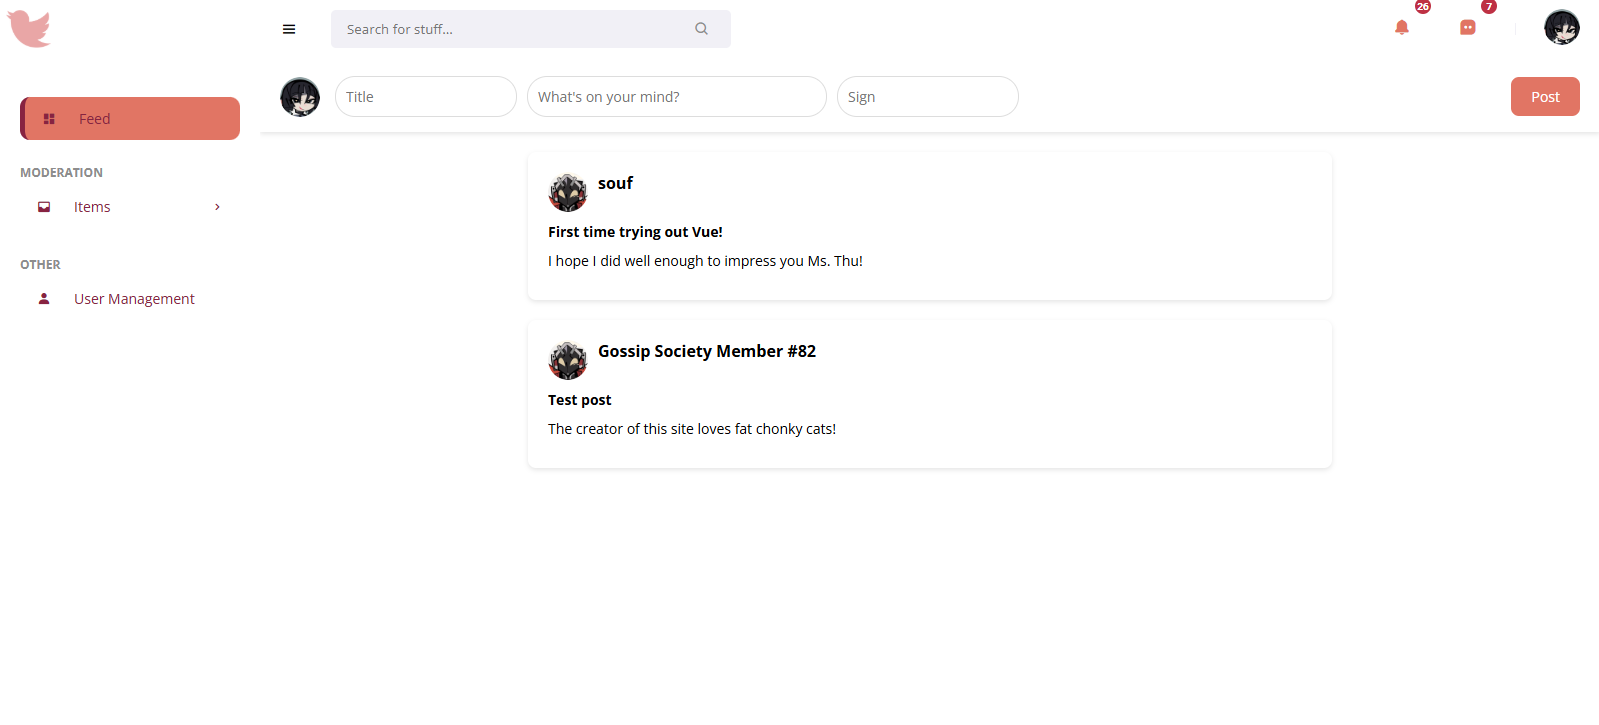 Search for stuff...
26
7
Title
What's on your mind?
Sign
Post
Feed
MODERATION
Items
OTHER
User Management
souf
First time trying out Vue!
I hope I did well enough to impress you Ms. Thu!
Gossip Society Member #82
Test post
The creator of this site loves fat chonky cats!